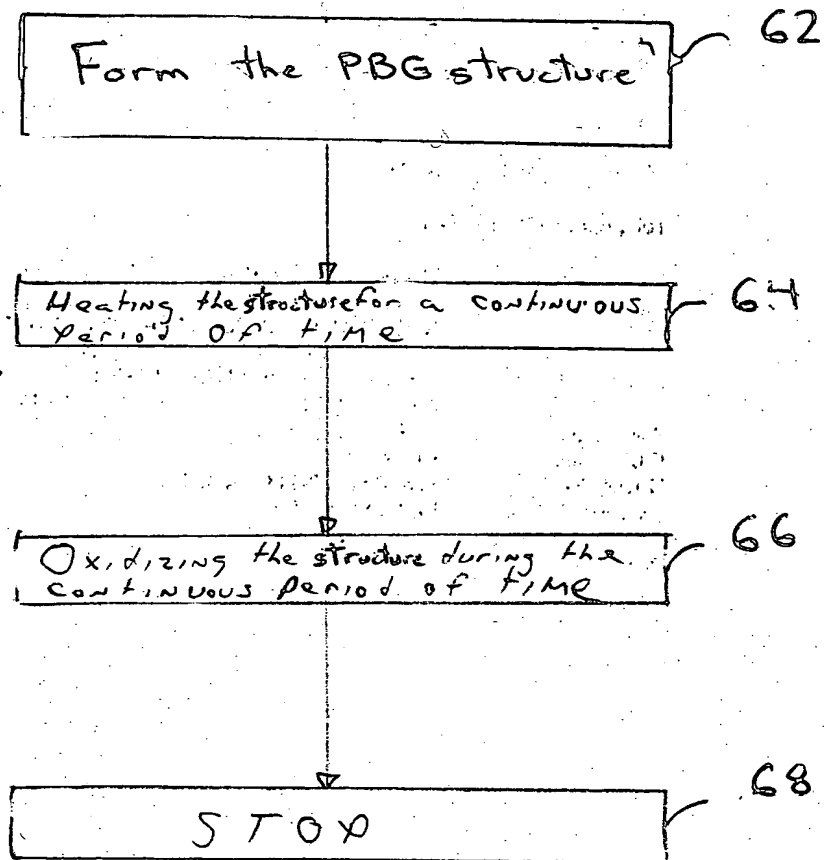 Form the PBG structure
62
Heating the structure for a continuous
period of time.
64
Oxidizing the structure during the
continuous period of time
66
STOP
68